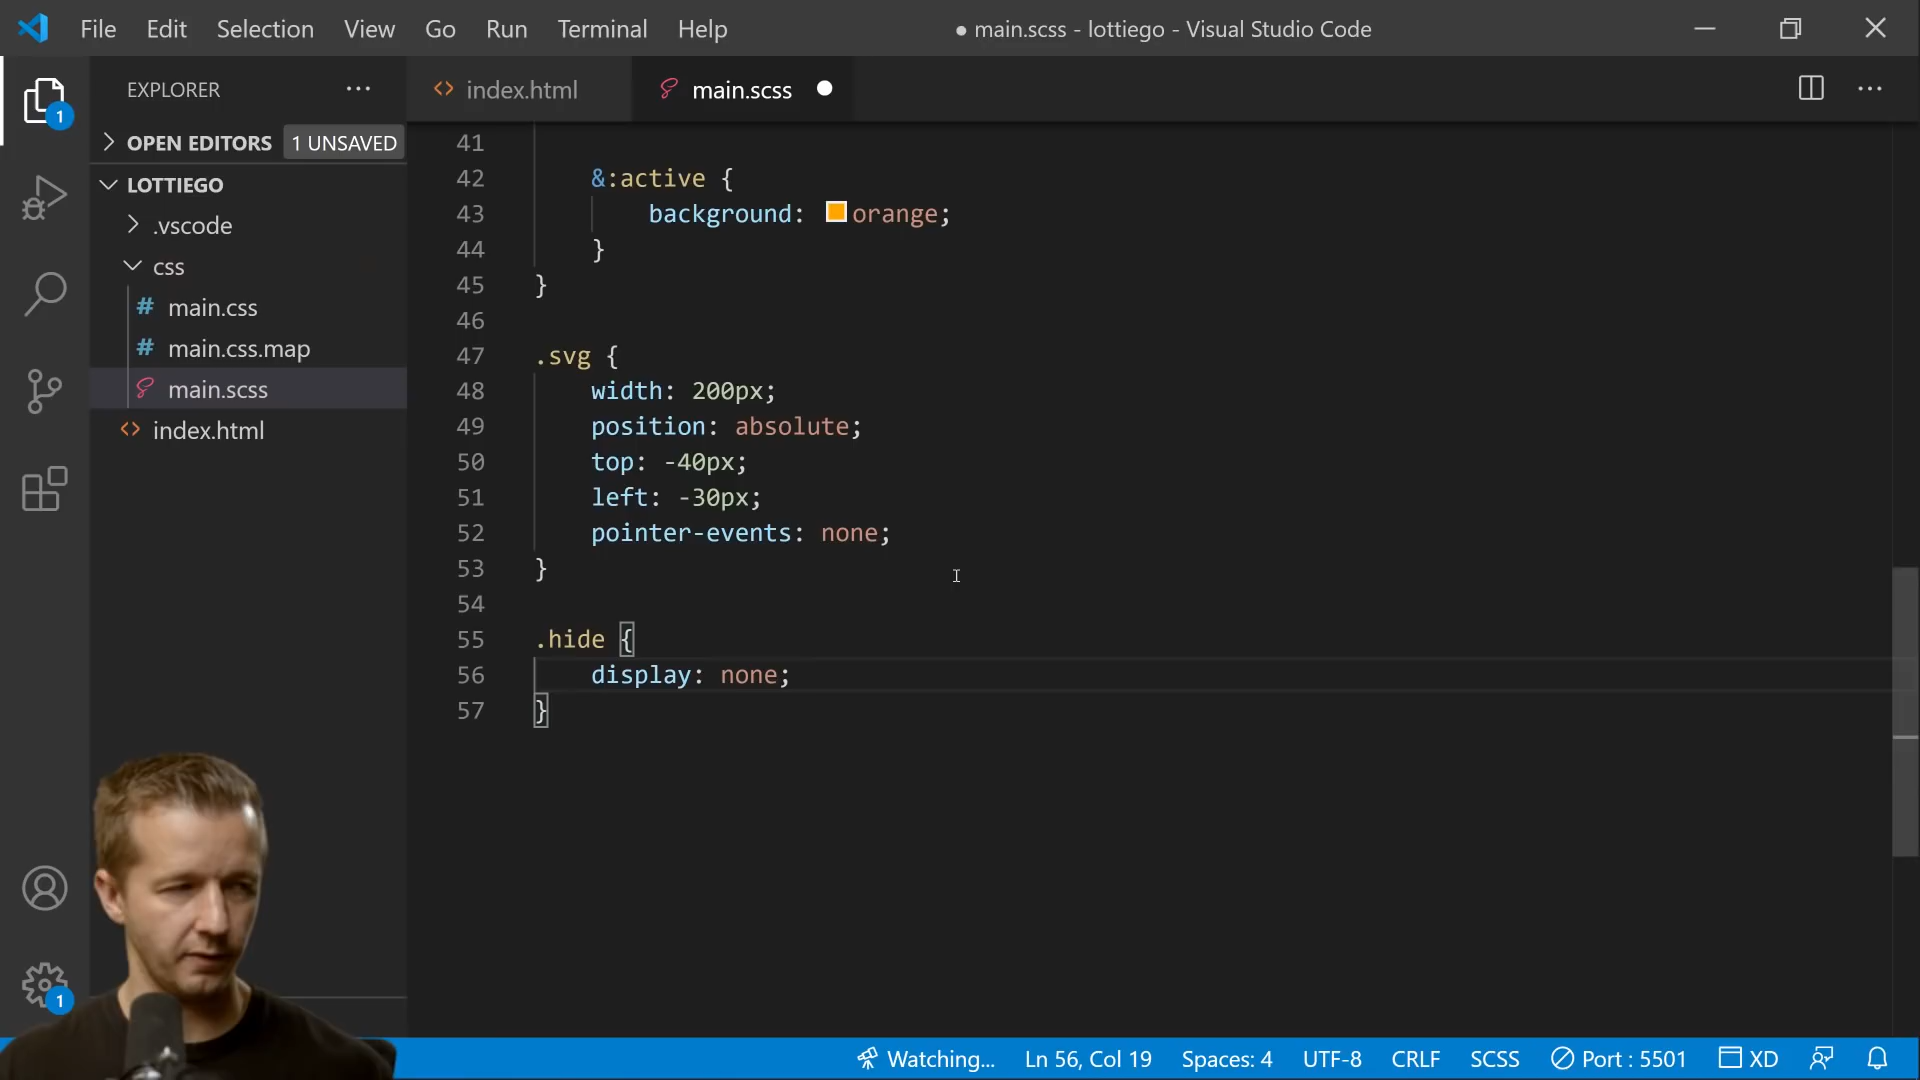 File Edit Selection View Go Run Terminal Help
● main.scss - lottiego - Visual Studio Code
EXPLORER
index.html
main.scss
OPEN EDITORS 1 UNSAVED
LOTTIEGO
.vscode
css
# main.css
# main.css.map
main.scss
<> index.html
1
1
41
42 &:active {
43 background: orange;
44 }
45 }
46
47 .svg {
48 width: 200px;
49 position: absolute;
50 top: -40px;
51 left: -30px;
52 pointer-events: none;
53 }
54
55 .hide {
56 display: none;
57 }
Watching... Ln 56, Col 19 Spaces: 4 UTF-8 CRLF SCSS Port : 5501 XD